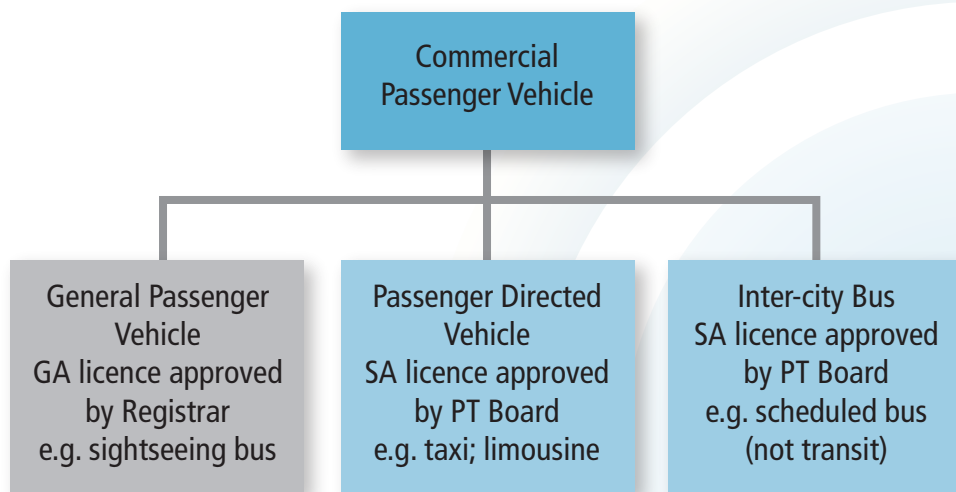 Commercial
Passenger Vehicle
General Passenger
Vehicle
GA licence approved
by Registrar
e.g. sightseeing bus
Passenger Directed
Vehicle
SA licence approved
by PT Board
e.g. taxi; limousine
Inter-city Bus
SA licence approved
by PT Board
e.g. scheduled bus
(not transit)